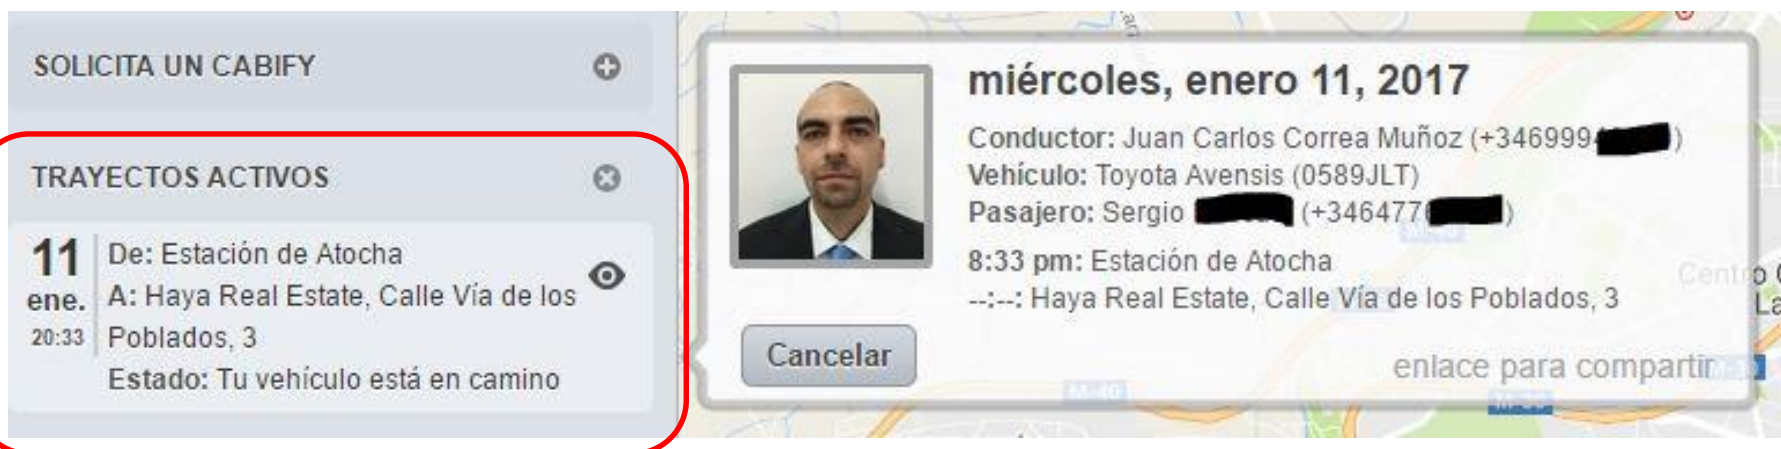 SOLICITA UN CABIFY
TRAYECTOS ACTIVOS
11
ene.
20:33
De: Estación de Atocha
A: Haya Real Estate, Calle Vía de los
Poblados, 3
Estado: Tu vehículo está en camino
miércoles, enero 11, 2017
Conductor: Juan Carlos Correa Muñoz (+346999 )
Vehículo: Toyota Avensis (0589JLT)
Pasajero: Sergio (+346477 )
8:33 pm: Estación de Atocha
--:--: Haya Real Estate, Calle Vía de los Poblados, 3
Cancelar
enlace para compartir
Centro
La
M-40